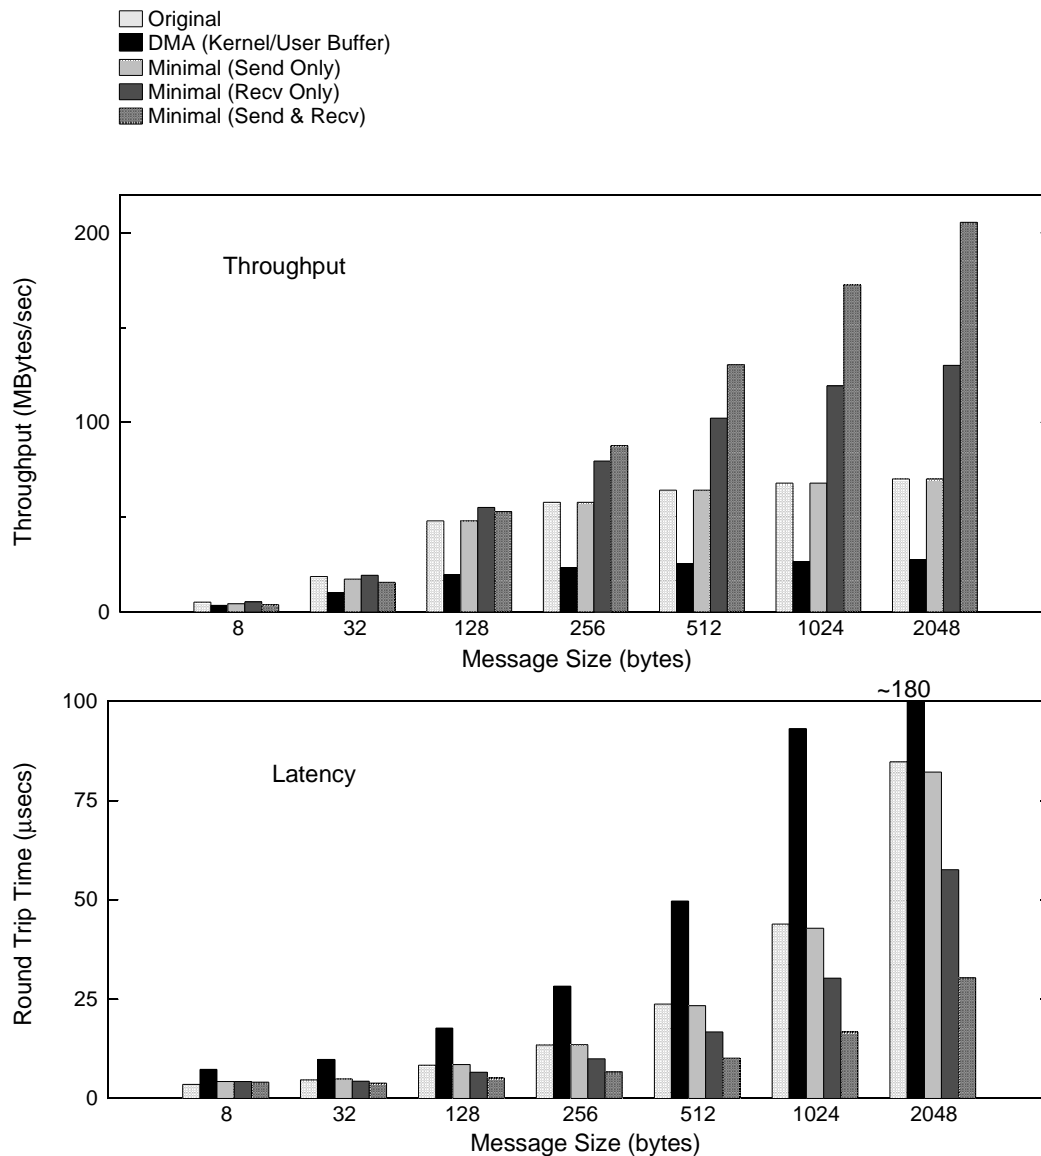 Original
DMA (Kernel/User Buffer)
Minimal (Send Only)
Minimal (Recv Only)
Minimal (Send & Recv)
200
100
0
Throughput (MBytes/sec)
Throughput
8 32 128 256 512 1024 2048
Message Size (bytes)
~180
100
75
50
25
0
Round Trip Time (μsecs)
Latency
8 32 128 256 512 1024 2048
Message Size (bytes)